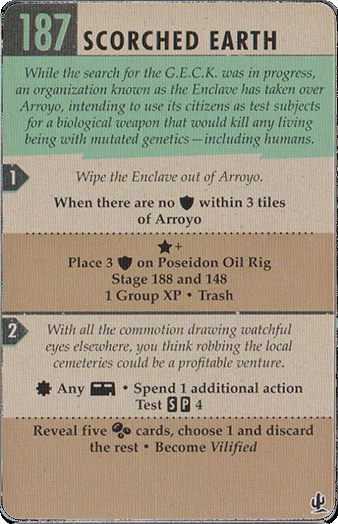 187 SCORCHED EARTH
While the search for the G.E.C.K. was in progress,
an organization known as the Enclave has taken over
Arroyo, intending to use its citizens as test subjects
for a biological weapon that would kill any living
being with mutated genetics—including humans.
1 Wipe the Enclave out of Arroyo.
When there are no within 3 tiles
of Arroyo
+
Place 3 on Poseidon Oil Rig
Stage 188 and 148
1 Group XP • Trash
2 With all the commotion drawing watchful
eyes elsewhere, you think robbing the local
cemeteries could be a profitable venture.
Any • Spend 1 additional action
Test S P 4
Reveal five cards, choose 1 and discard
the rest • Become Vilified